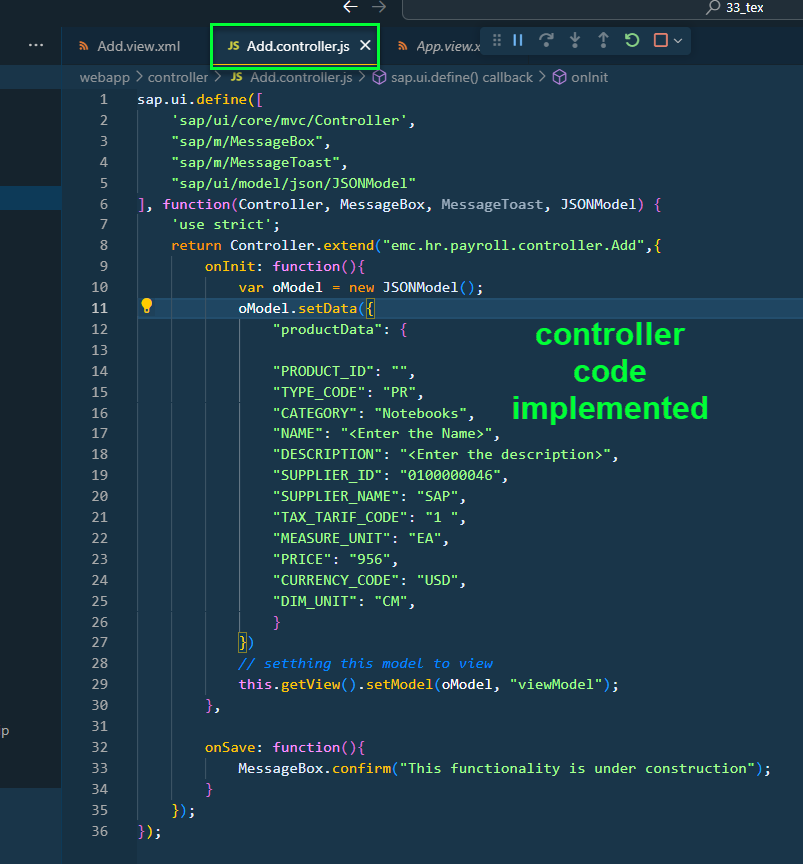 33_tex
Add.view.xml
JS Add.controller.js
App.view.x
webapp > controller > JS Add.controller.js > sap.ui.define() callback > onInit
1 sap.ui.define([
2 'sap/ui/core/mvc/Controller',
3 "sap/m/MessageBox",
4 "sap/m/MessageToast",
5 "sap/ui/model/json/JSONModel"
6 ], function(Controller, MessageBox, MessageToast, JSONModel) {
7 'use strict';
8 return Controller.extend("emc.hr.payroll.controller.Add",{
9 onInit: function(){
10 var oModel = new JSONModel();
11 oModel.setData({
12 "productData": {
13
14 "PRODUCT_ID": "",
15 "TYPE_CODE": "PR",
16 "CATEGORY": "Notebooks",
17 "NAME": "<Enter the Name>",
18 "DESCRIPTION": "<Enter the description>",
19 "SUPPLIER_ID": "0100000046",
20 "SUPPLIER_NAME": "SAP",
21 "TAX_TARIF_CODE": "1 ",
22 "MEASURE_UNIT": "EA",
23 "PRICE": "956",
24 "CURRENCY_CODE": "USD",
25 "DIM_UNIT": "CM",
26 }
27 })
28 // setthing this model to view
29 this.getView().setModel(oModel, "viewModel");
30 },
31
32 onSave: function(){
33 MessageBox.confirm("This functionality is under construction");
34 }
35 });
36 });
controller
code
implemented
p